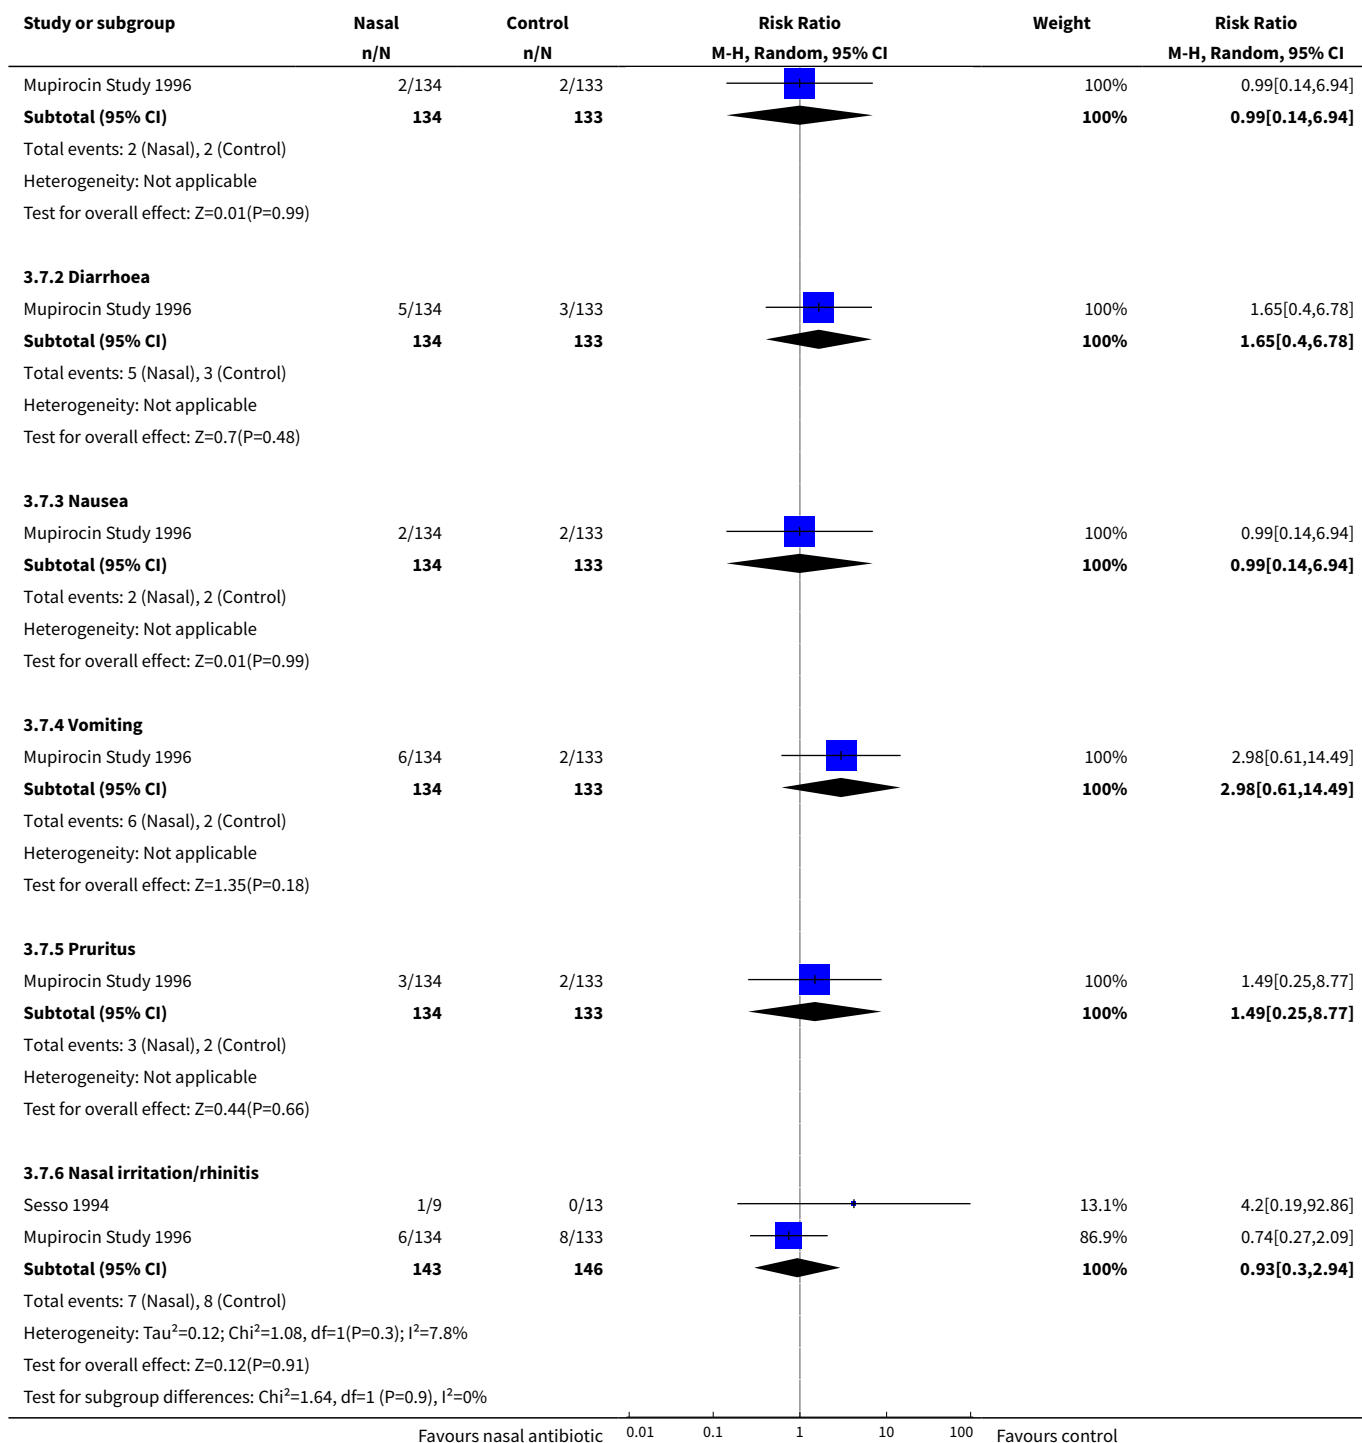 Study or subgroup Nasal Control Risk Ratio Weight Risk Ratio
n/N n/N M-H, Random, 95% CI M-H, Random, 95% CI
Mupirocin Study 1996 2/134 2/133 100% 0.99[0.14,6.94]
Subtotal (95% CI) 134 133 100% 0.99[0.14,6.94]
Total events: 2 (Nasal), 2 (Control)
Heterogeneity: Not applicable
Test for overall effect: Z=0.01(P=0.99)
3.7.2 Diarrhoea
Mupirocin Study 1996 5/134 3/133 100% 1.65[0.4,6.78]
Subtotal (95% CI) 134 133 100% 1.65[0.4,6.78]
Total events: 5 (Nasal), 3 (Control)
Heterogeneity: Not applicable
Test for overall effect: Z=0.7(P=0.48)
3.7.3 Nausea
Mupirocin Study 1996 2/134 2/133 100% 0.99[0.14,6.94]
Subtotal (95% CI) 134 133 100% 0.99[0.14,6.94]
Total events: 2 (Nasal), 2 (Control)
Heterogeneity: Not applicable
Test for overall effect: Z=0.01(P=0.99)
3.7.4 Vomiting
Mupirocin Study 1996 6/134 2/133 100% 2.98[0.61,14.49]
Subtotal (95% CI) 134 133 100% 2.98[0.61,14.49]
Total events: 6 (Nasal), 2 (Control)
Heterogeneity: Not applicable
Test for overall effect: Z=1.35(P=0.18)
3.7.5 Pruritus
Mupirocin Study 1996 3/134 2/133 100% 1.49[0.25,8.77]
Subtotal (95% CI) 134 133 100% 1.49[0.25,8.77]
Total events: 3 (Nasal), 2 (Control)
Heterogeneity: Not applicable
Test for overall effect: Z=0.44(P=0.66)
3.7.6 Nasal irritation/rhinitis
Sesso 1994 1/9 0/13 13.1% 4.2[0.19,92.86]
Mupirocin Study 1996 6/134 8/133 86.9% 0.74[0.27,2.09]
Subtotal (95% CI) 143 146 100% 0.93[0.3,2.94]
Total events: 7 (Nasal), 8 (Control)
Heterogeneity: Tau²=0.12; Chi²=1.08, df=1(P=0.3); I²=7.8%
Test for overall effect: Z=0.12(P=0.91)
Test for subgroup differences: Chi²=1.64, df=1 (P=0.9), I²=0%
Favours nasal antibiotic 0.01 0.1 1 10 100 Favours control